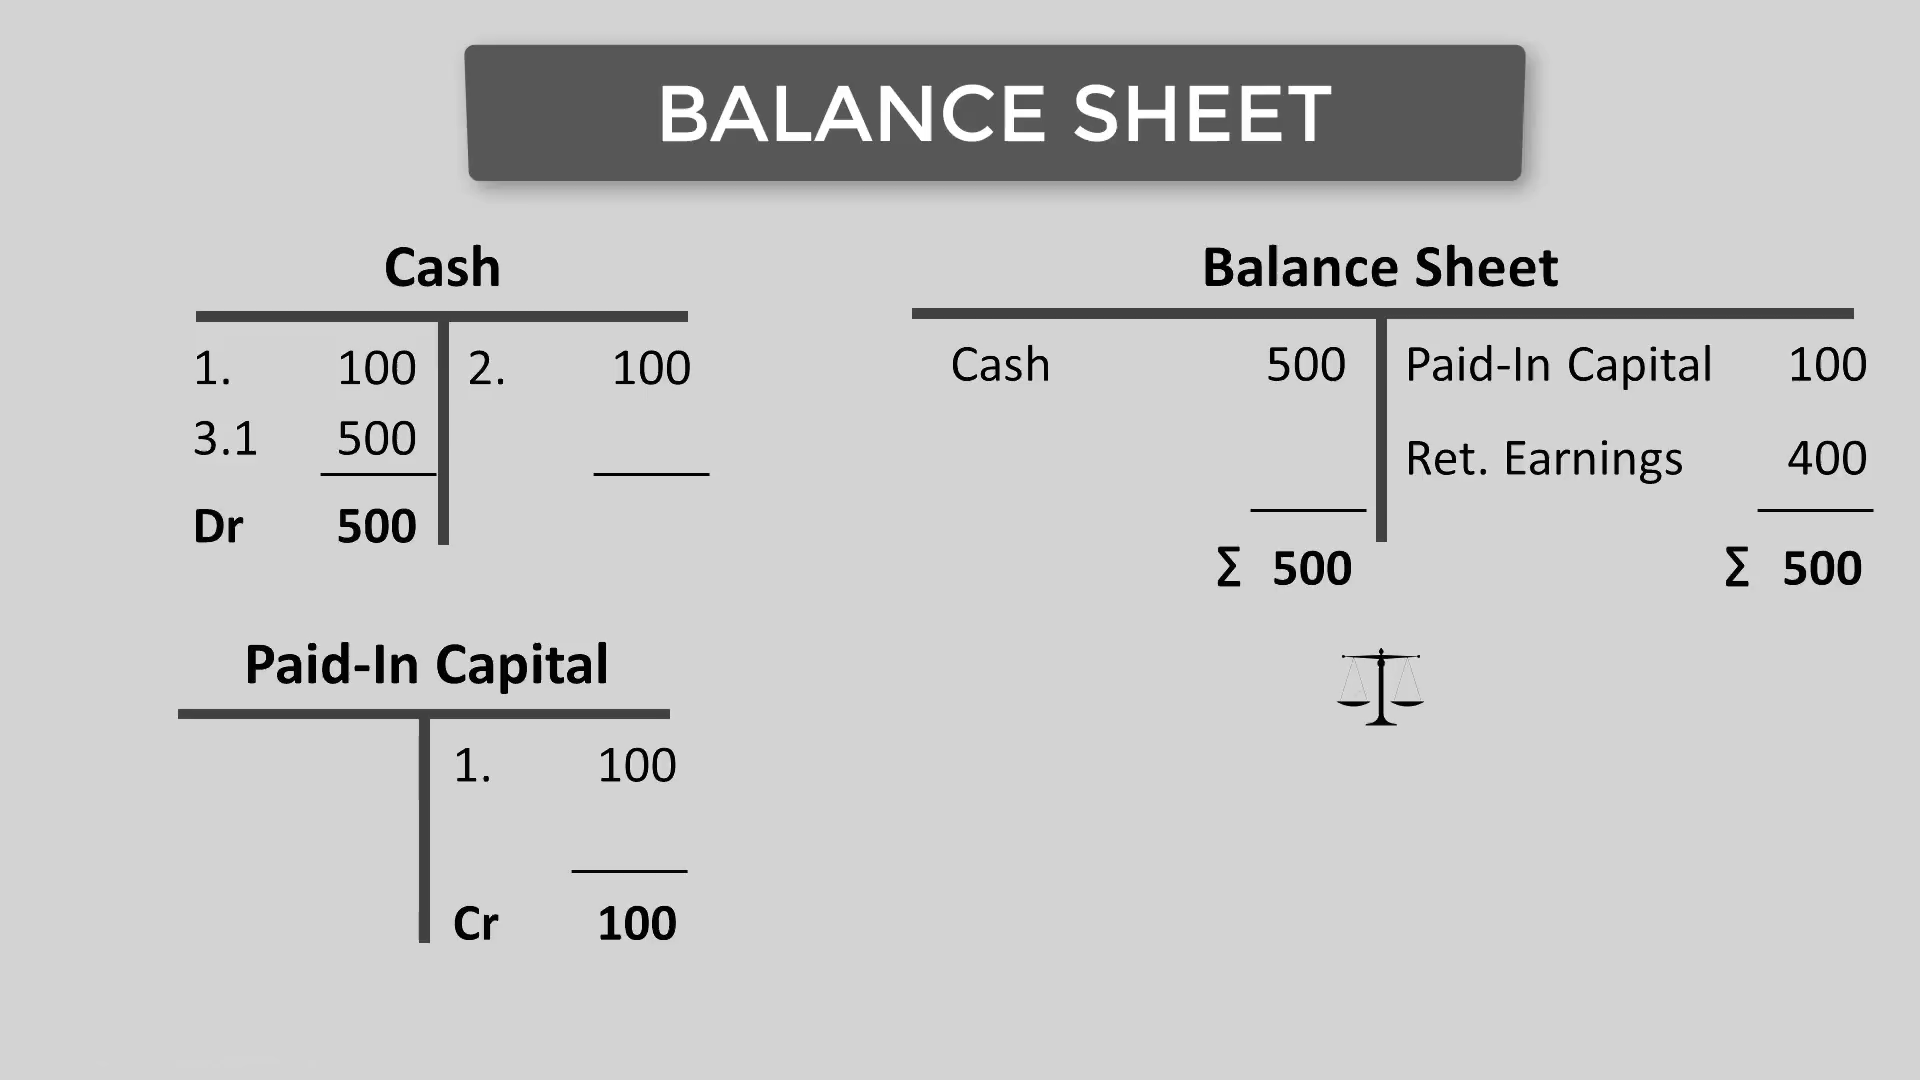 BALANCE SHEET
Cash
1. 100 2. 100
3.1 500
Dr 500
Balance Sheet
Cash 500 Paid-In Capital 100
Ret. Earnings 400
Σ 500 Σ 500
Paid-In Capital
1. 100
Cr 100